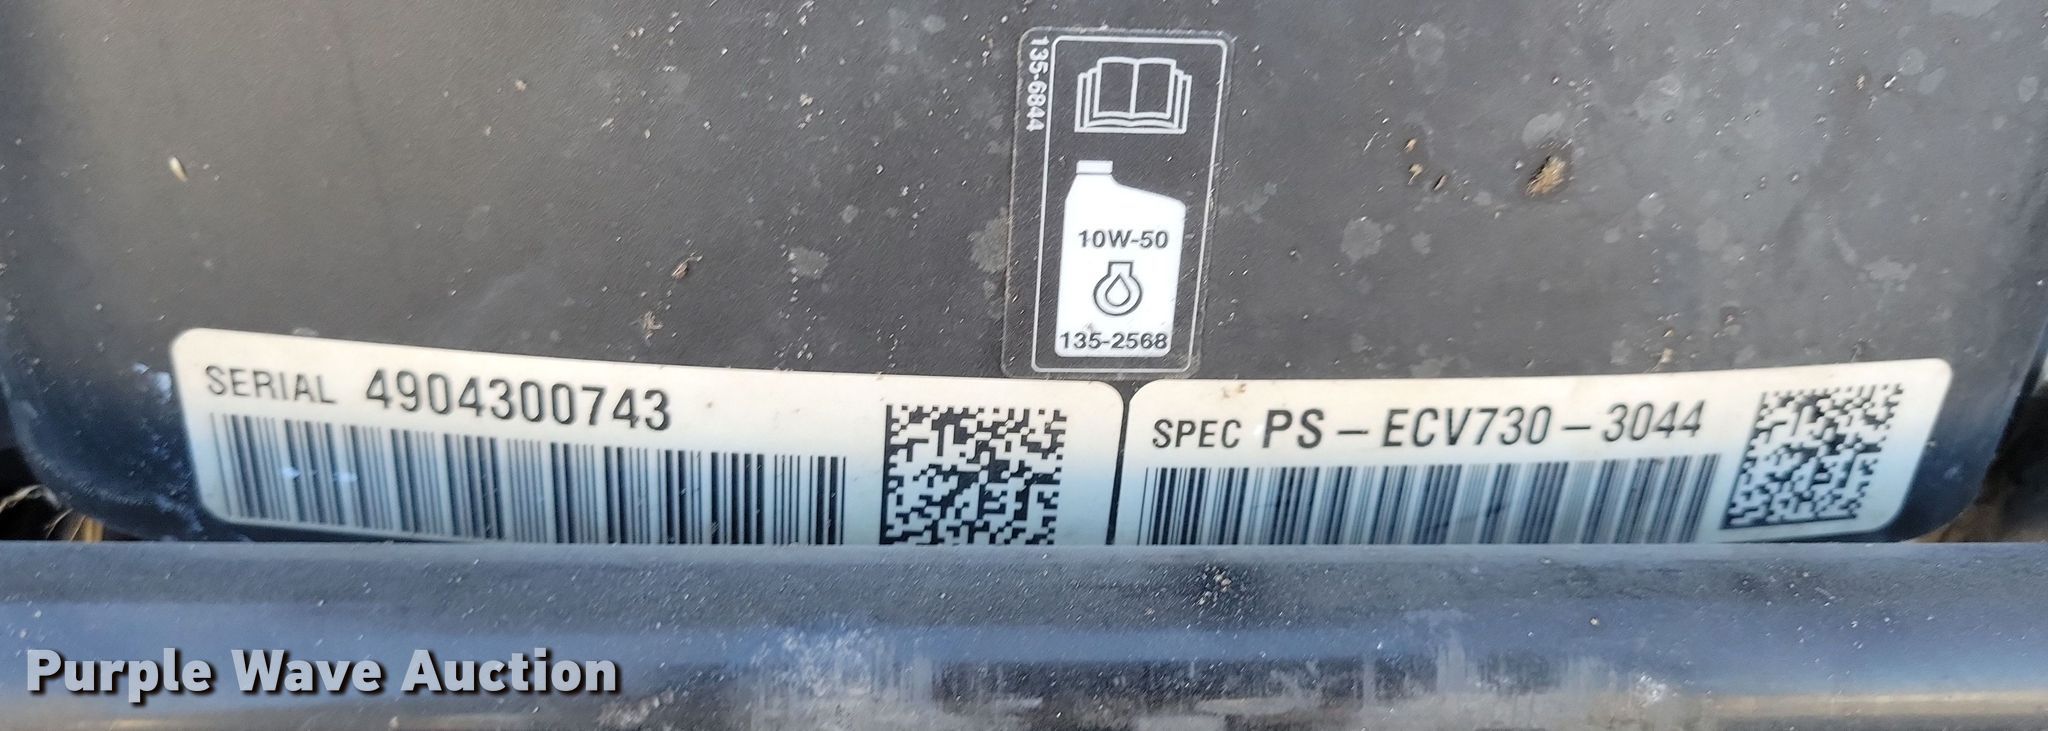 135-6844
10W-50
135-2568
SERIAL 4904300743
SPEC PS-ECV730-3044
Purple Wave Auction